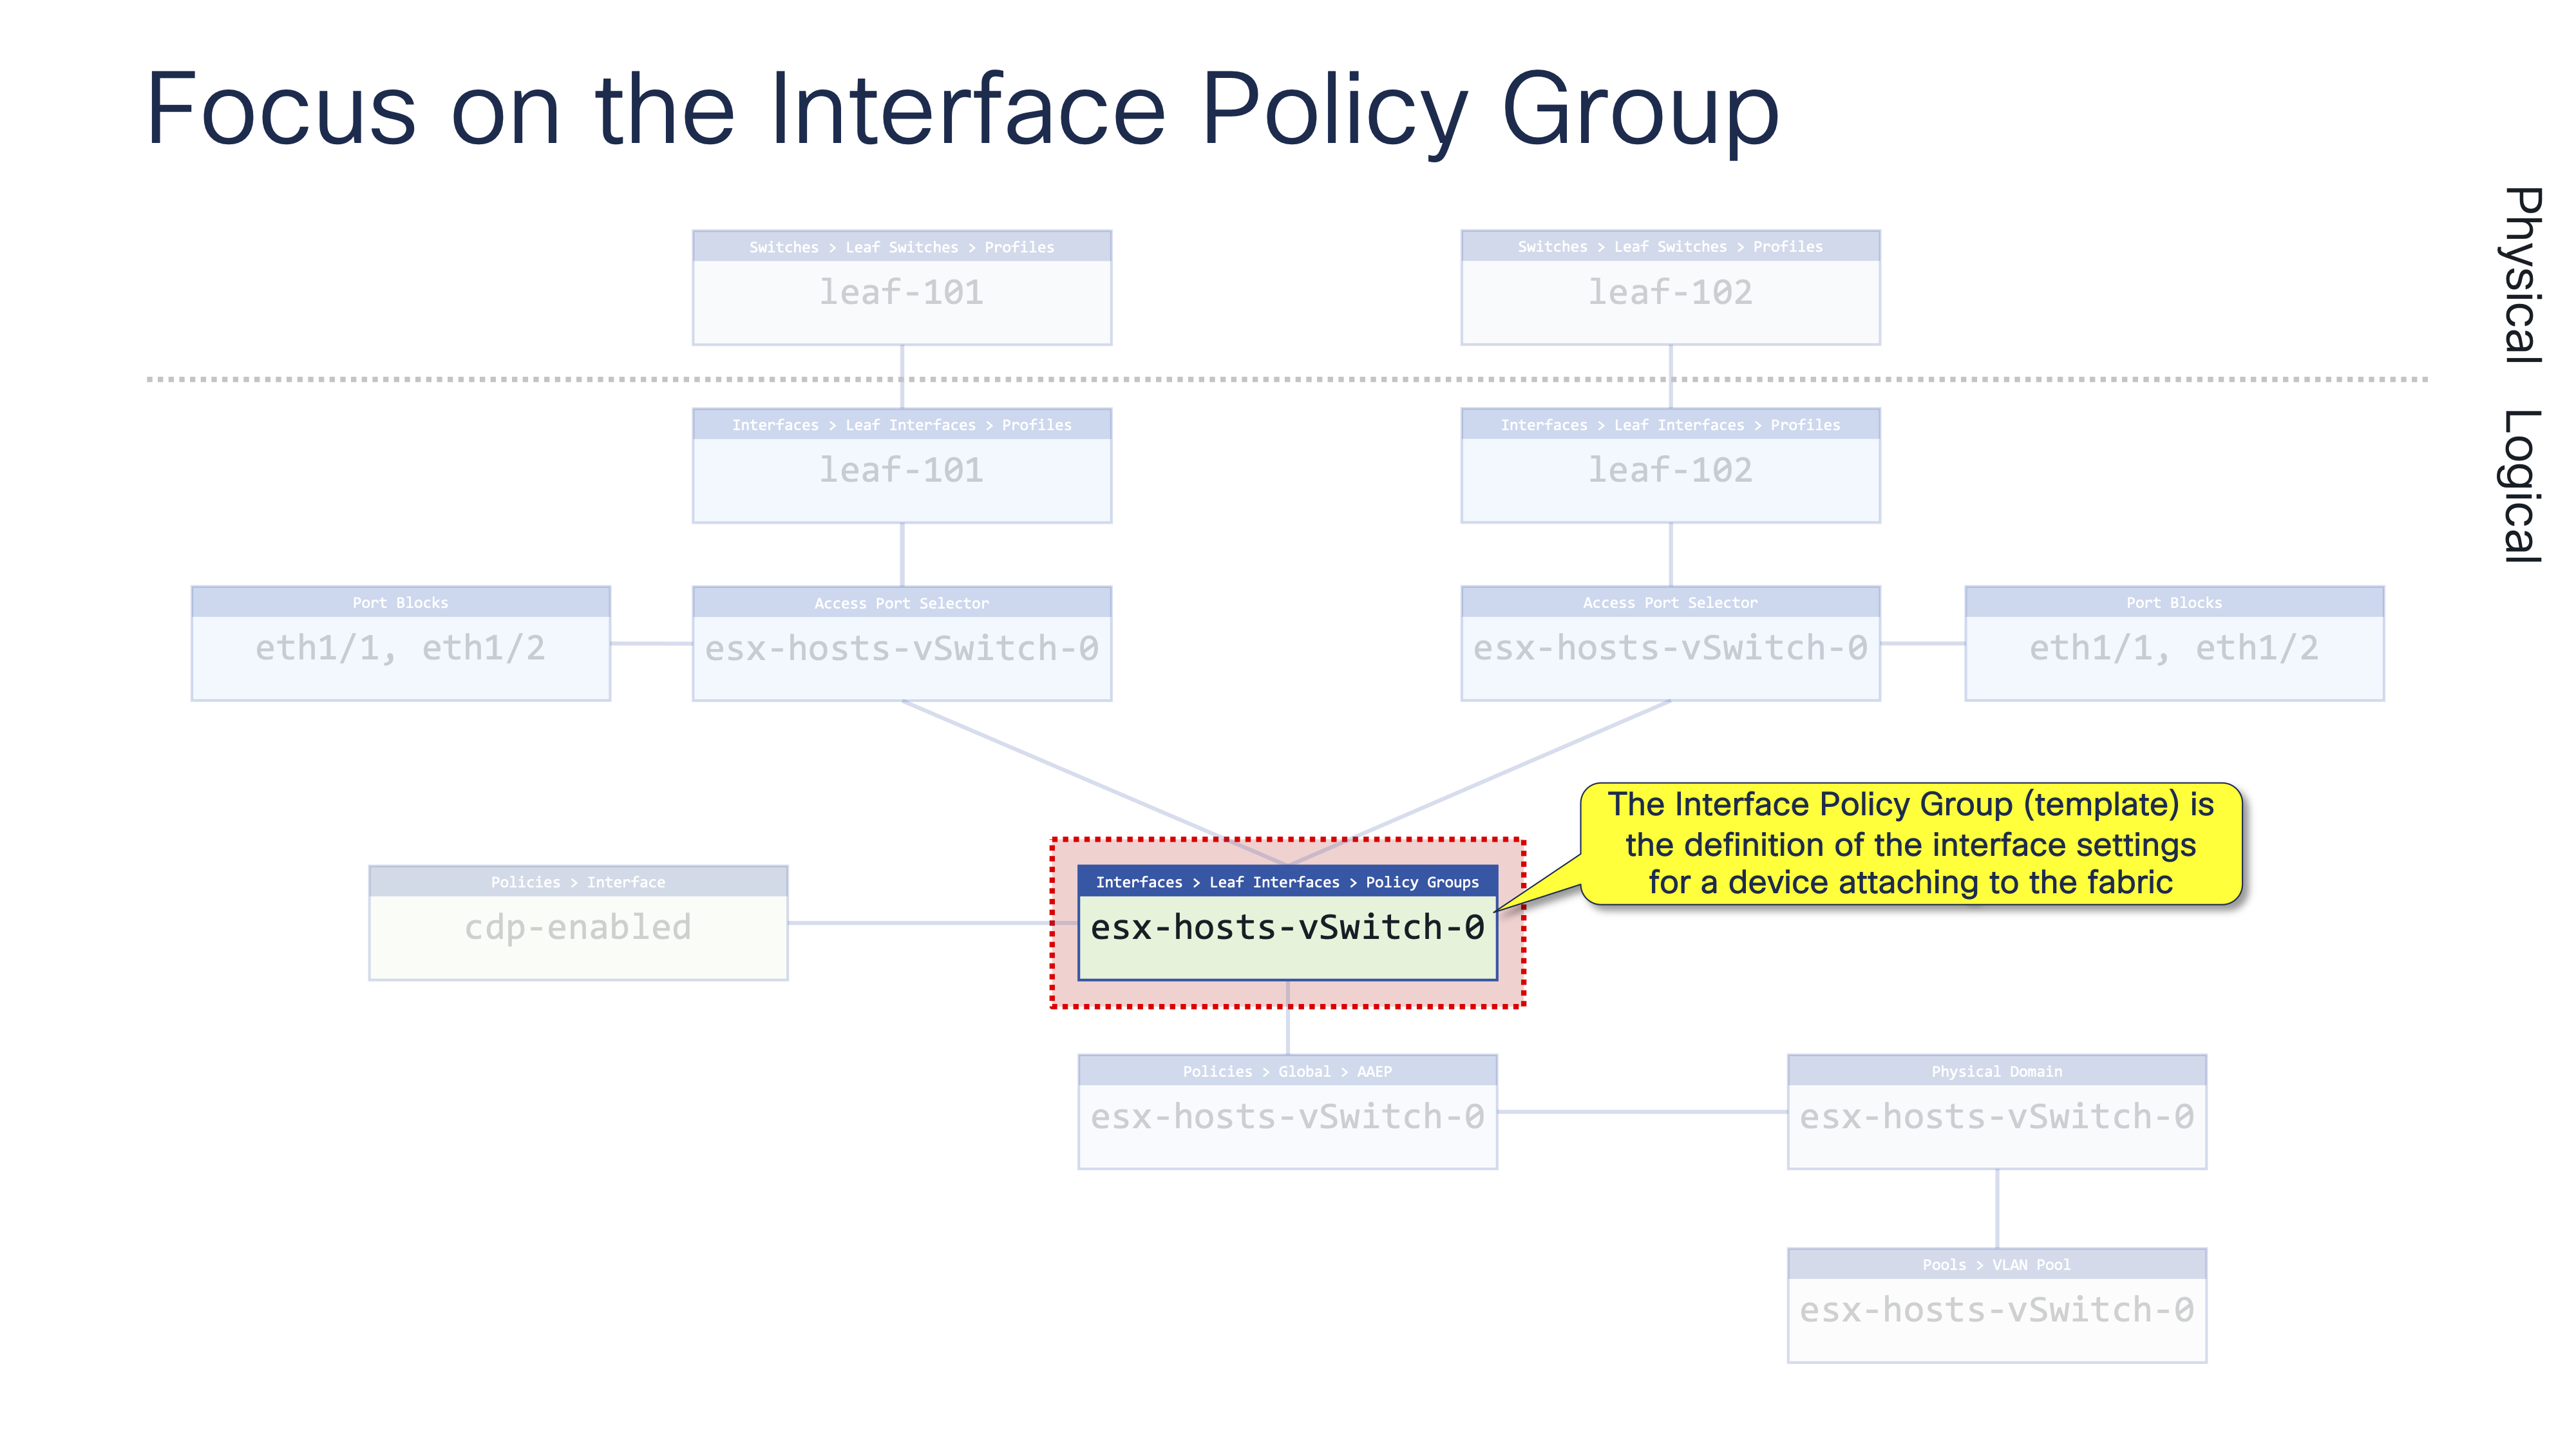 Focus on the Interface Policy Group
Physical
Logical
Switches > Leaf Switches > Profiles
leaf-101
Switches > Leaf Switches > Profiles
leaf-102
Interfaces > Leaf Interfaces > Profiles
leaf-101
Interfaces > Leaf Interfaces > Profiles
leaf-102
Port Blocks
eth1/1, eth1/2
Access Port Selector
esx-hosts-vSwitch-0
Access Port Selector
esx-hosts-vSwitch-0
Port Blocks
eth1/1, eth1/2
The Interface Policy Group (template) is
the definition of the interface settings
for a device attaching to the fabric
Policies > Interface
cdp-enabled
Interfaces > Leaf Interfaces > Policy Groups
esx-hosts-vSwitch-0
Policies > Global > AAEP
esx-hosts-vSwitch-0
Physical Domain
esx-hosts-vSwitch-0
Pools > VLAN Pool
esx-hosts-vSwitch-0